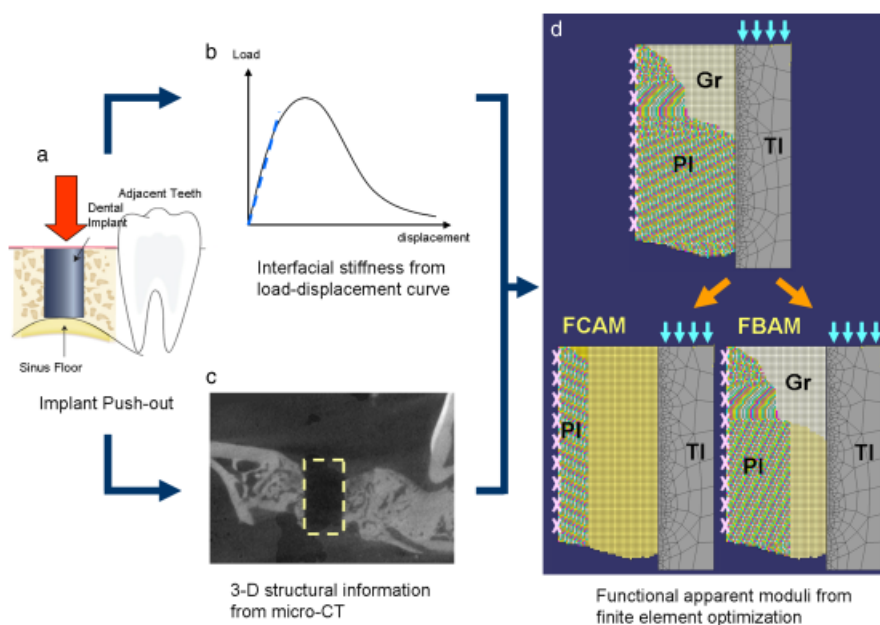 a
Adjacent Teeth
Dental
Implant
Sinus Floor
Implant Push-out
b
Load
displacement
Interfacial stiffness from
load-displacement curve
c
3-D structural information
from micro-CT
d
Gr
TI
PI
FCAM
FBAM
PI
TI
Gr
PI
TI
Functional apparent moduli from
finite element optimization